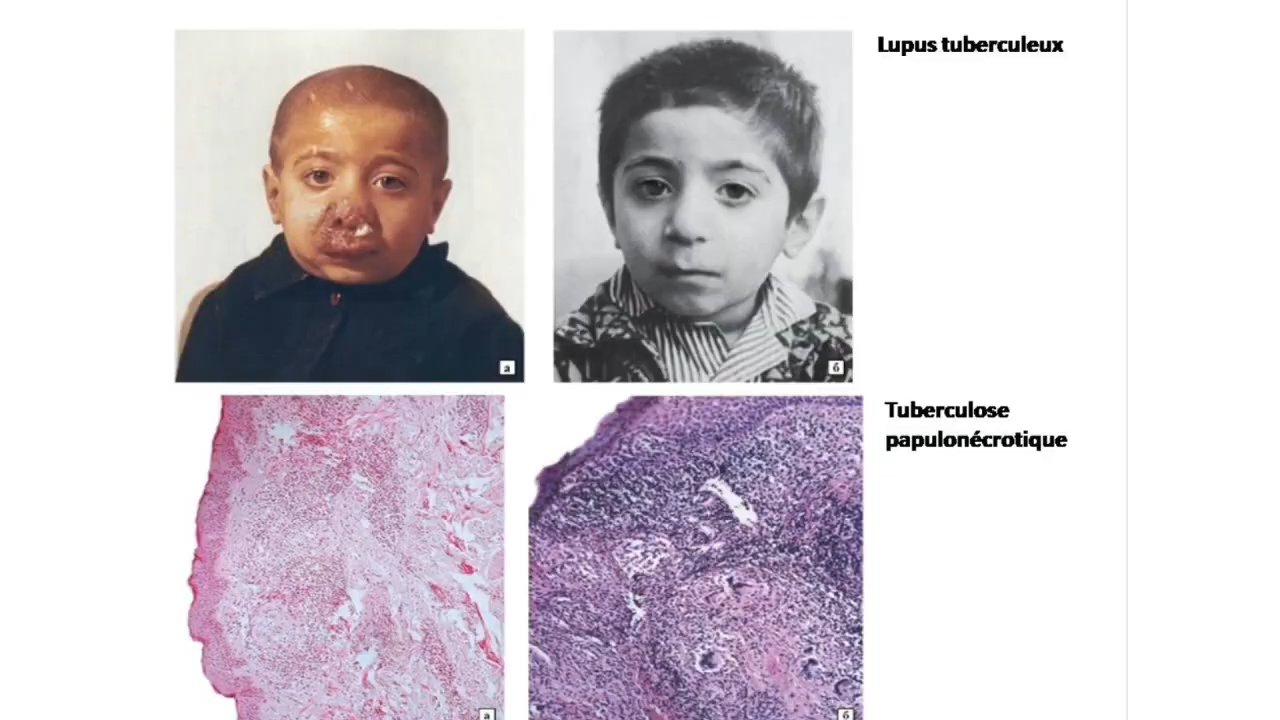 Lupus tuberculeux
а
б
Tuberculose
papulonécrotique
а
б